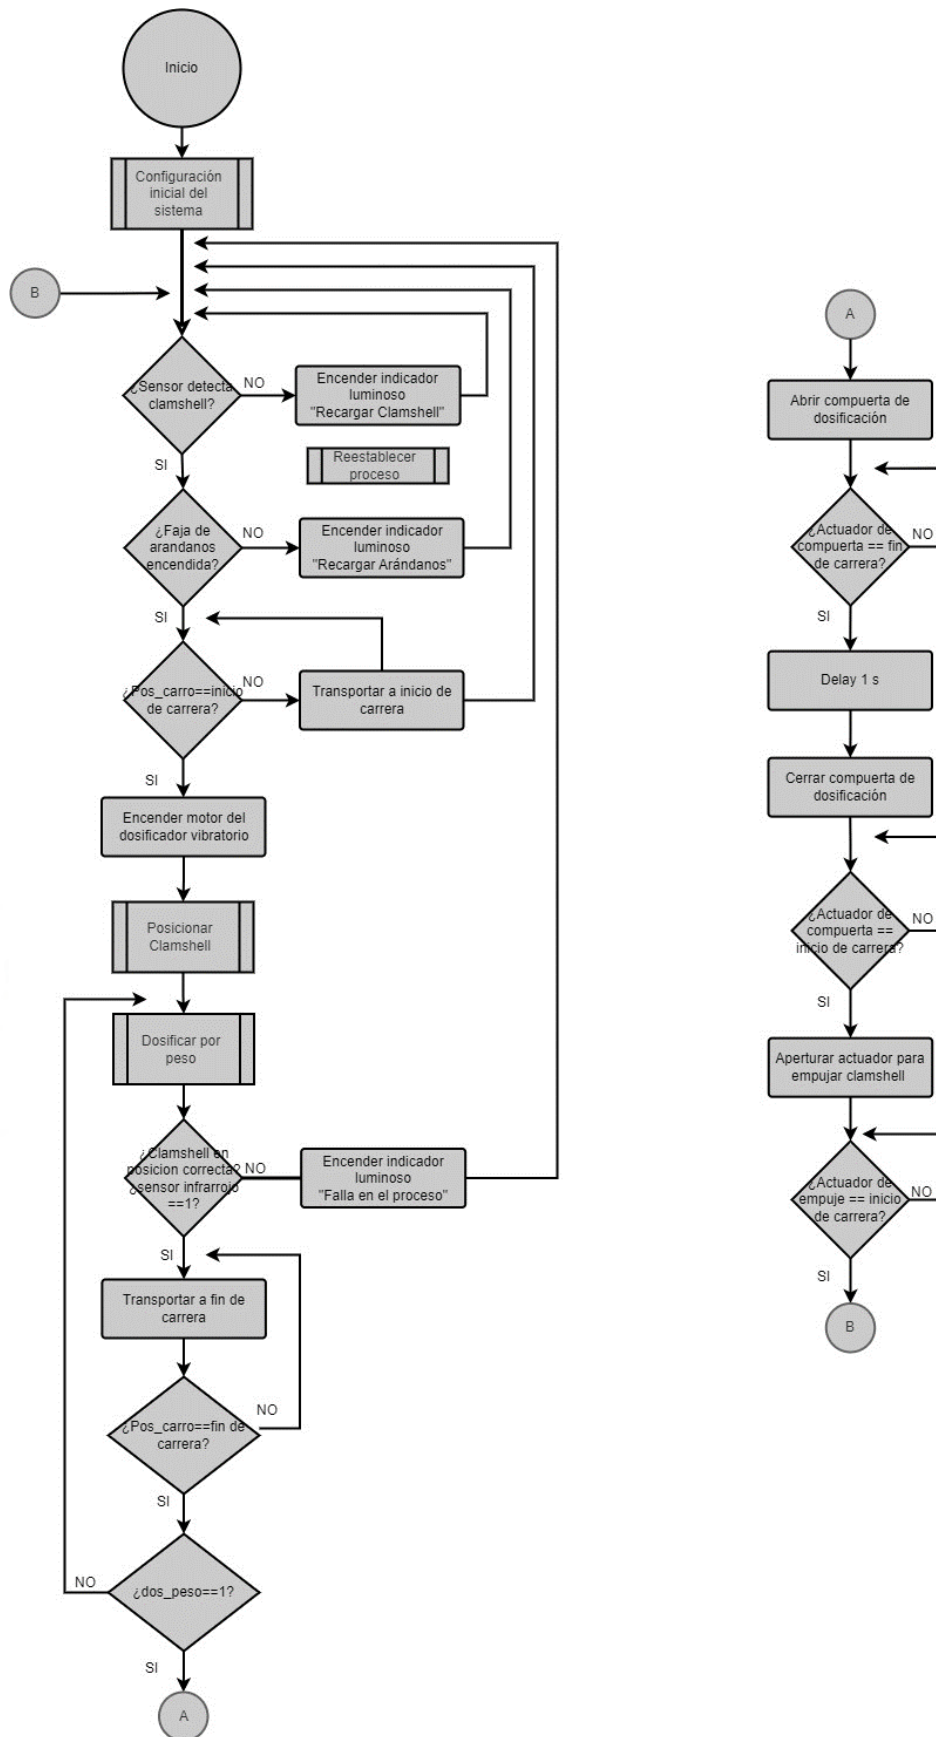 Inicio
Configuración
inicial del
sistema
B
¿Sensor detecta
clamshell?
NO
Encender indicador
luminoso
"Recargar Clamshell"
SI
Reestablecer
proceso
¿Faja de
arandanos
encendida?
NO
Encender indicador
luminoso
"Recargar Arándanos"
SI
¿Pos_carro==inicio
de carrera?
NO
Transportar a inicio de
carrera
SI
Encender motor del
dosificador vibratorio
Posicionar
Clamshell
Dosificar por
peso
¿Clamshell en
posicion correcta?
¿sensor infrarrojo
==1?
NO
Encender indicador
luminoso
"Falla en el proceso"
SI
Transportar a fin de
carrera
¿Pos_carro==fin de
carrera?
NO
SI
¿dos_peso==1?
NO
SI
A
A
Abrir compuerta de
dosificación
¿Actuador de
compuerta == fin
de carrera?
NO
SI
Delay 1 s
Cerrar compuerta de
dosificación
¿Actuador de
compuerta ==
inicio de carrera?
NO
SI
Aperturar actuador para
empujar clamshell
¿Actuador de
empuje == inicio
de carrera?
NO
SI
B